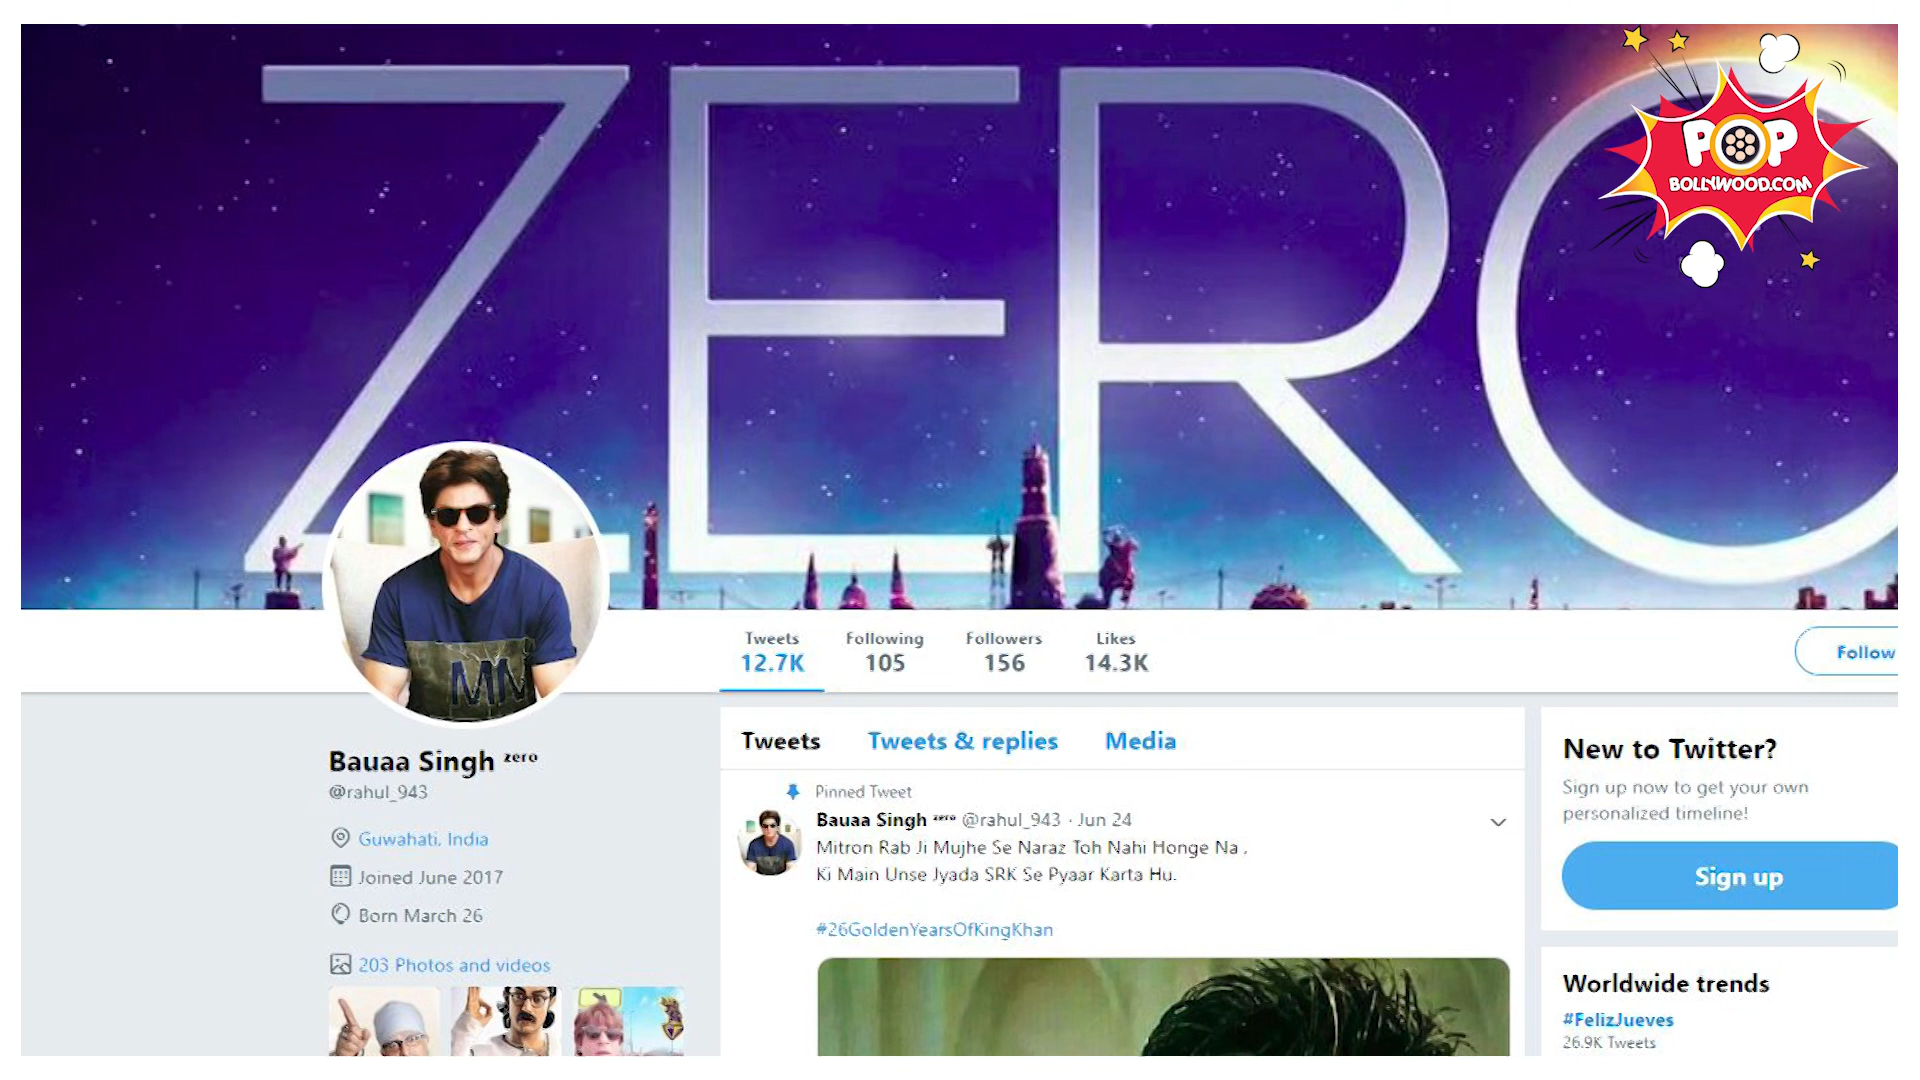 ZERO
POP
BOLLYWOOD.COM
Tweets Following Followers Likes
12.7K 105 156 14.3K
Follow
MM
Bauaa Singh ᶻᵉʳᵒ
@rahul_943
Guwahati, India
Joined June 2017
Born March 26
203 Photos and videos
Tweets Tweets & replies Media
Pinned Tweet
Bauaa Singh ᶻᵉʳᵒ @rahul_943 · Jun 24
Mitron Rab Ji Mujhe Se Naraz Toh Nahi Honge Na .
Ki Main Unse Jyada SRK Se Pyaar Karta Hu.
#26GoldenYearsOfKingKhan
New to Twitter?
Sign up now to get your own
personalized timeline!
Sign up
Worldwide trends
#FelizJueves
26.9K Tweets